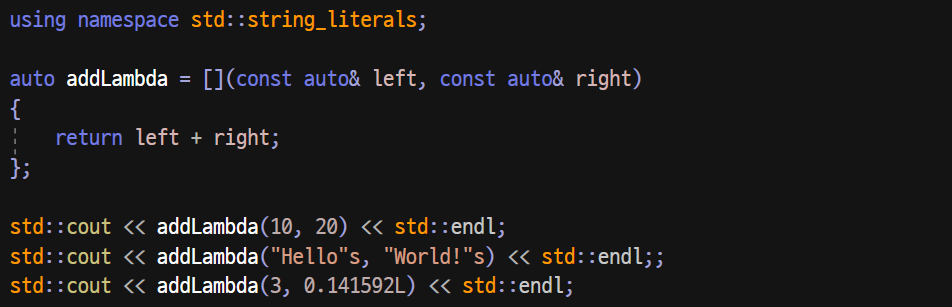 using namespace std::string_literals;
auto addLambda = [](const auto& left, const auto& right)
{
return left + right;
};
std::cout << addLambda(10, 20) << std::endl;
std::cout << addLambda("Hello"s, "World!"s) << std::endl;;
std::cout << addLambda(3, 0.141592L) << std::endl;